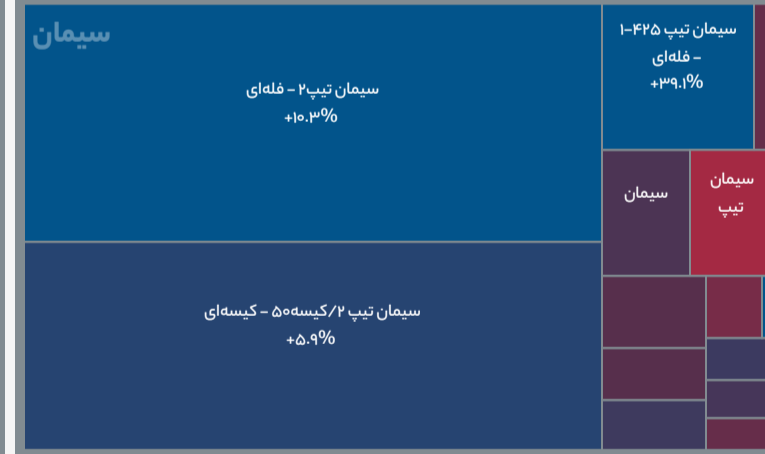 سیمان
سیمان تیپ۲ - فله‌ای
+۱۰.۳%
سیمان تیپ ۲/کیسه۵۰ - کیسه‌ای
+۵.۹%
سیمان تیپ ۴۲۵-۱
- فله‌ای
+۳۹.۱%
سیمان
سیمان
تیپ